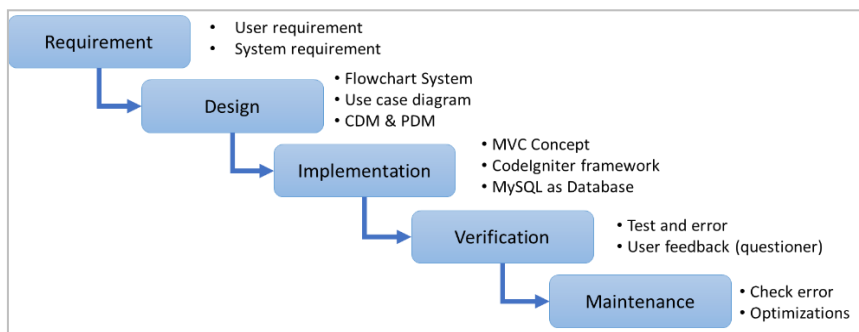 Requirement
• User requirement
• System requirement
Design
• Flowchart System
• Use case diagram
• CDM & PDM
Implementation
• MVC Concept
• CodeIgniter framework
• MySQL as Database
Verification
• Test and error
• User feedback (questioner)
Maintenance
• Check error
• Optimizations